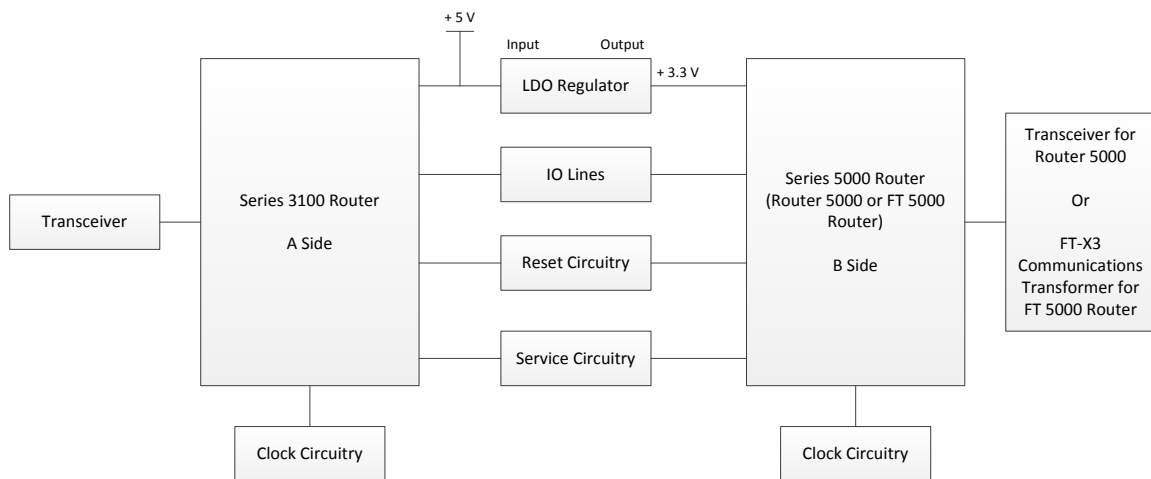 + 5 V
Input
Output
LDO Regulator
+ 3.3 V
IO Lines
Reset Circuitry
Service Circuitry
Transceiver
Series 3100 Router
A Side
Clock Circuitry
Series 5000 Router
(Router 5000 or FT 5000
Router)
B Side
Clock Circuitry
Transceiver for
Router 5000
Or
FT-X3
Communications
Transformer for
FT 5000 Router